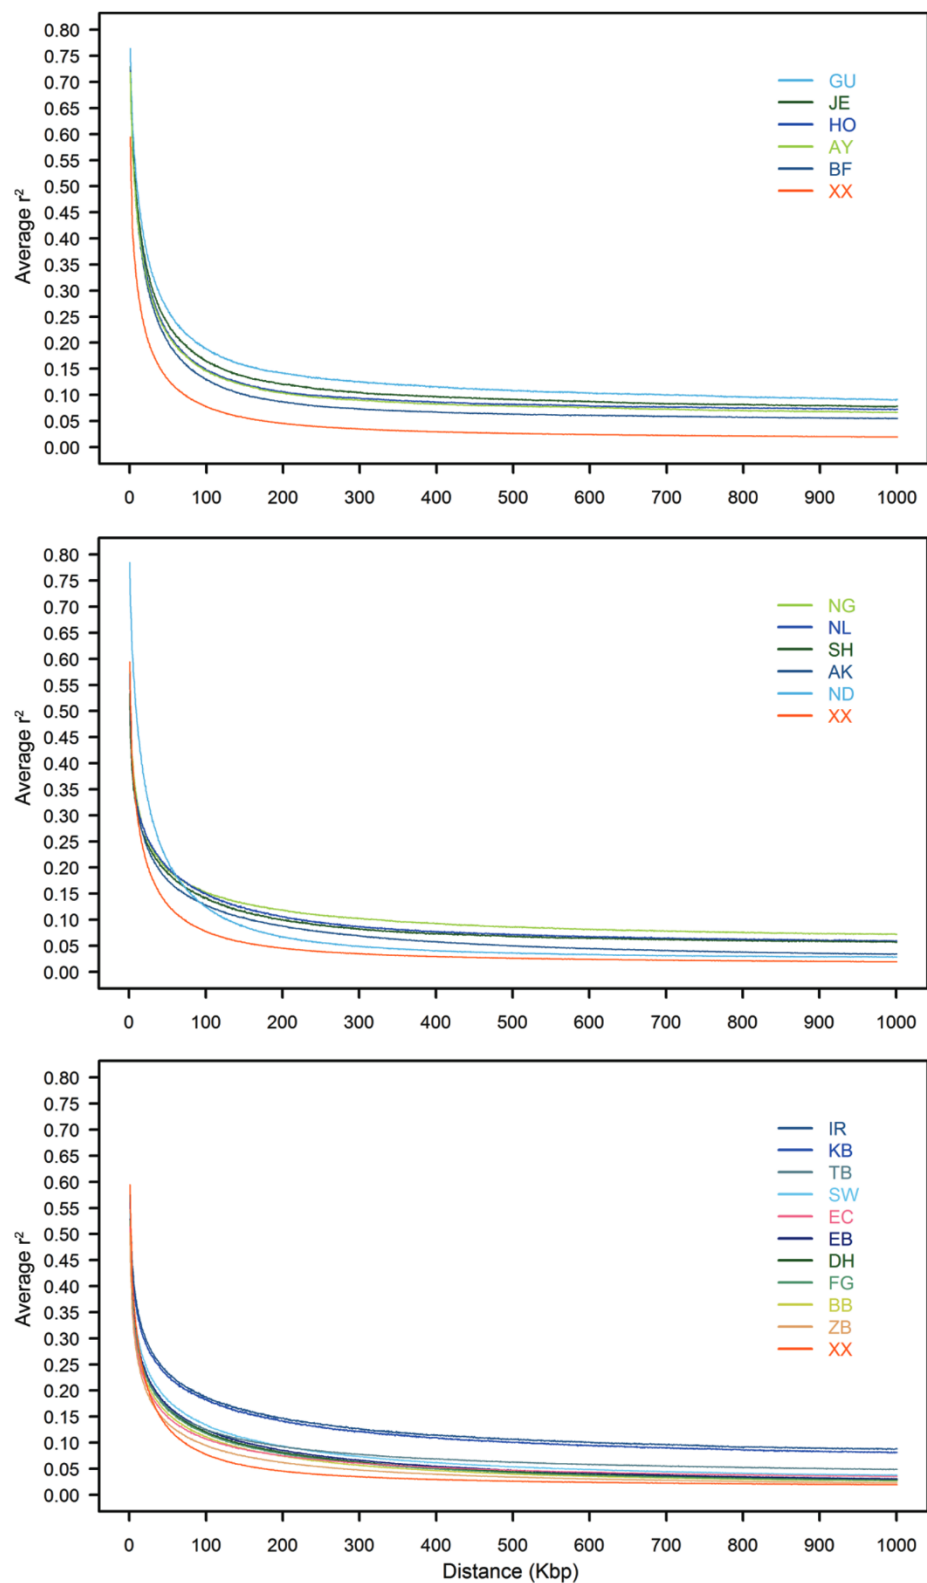 0.80
0.75
0.70
0.65
0.60
0.55
0.50
0.45
0.40
0.35
0.30
0.25
0.20
0.15
0.10
0.05
0.00
Average r²
GU
JE
HO
AY
BF
XX
0 100 200 300 400 500 600 700 800 900 1000
0.80
0.75
0.70
0.65
0.60
0.55
0.50
0.45
0.40
0.35
0.30
0.25
0.20
0.15
0.10
0.05
0.00
Average r²
NG
NL
SH
AK
ND
XX
0 100 200 300 400 500 600 700 800 900 1000
0.80
0.75
0.70
0.65
0.60
0.55
0.50
0.45
0.40
0.35
0.30
0.25
0.20
0.15
0.10
0.05
0.00
Average r²
IR
KB
TB
SW
EC
EB
DH
FG
BB
ZB
XX
0 100 200 300 400 500 600 700 800 900 1000
Distance (Kbp)